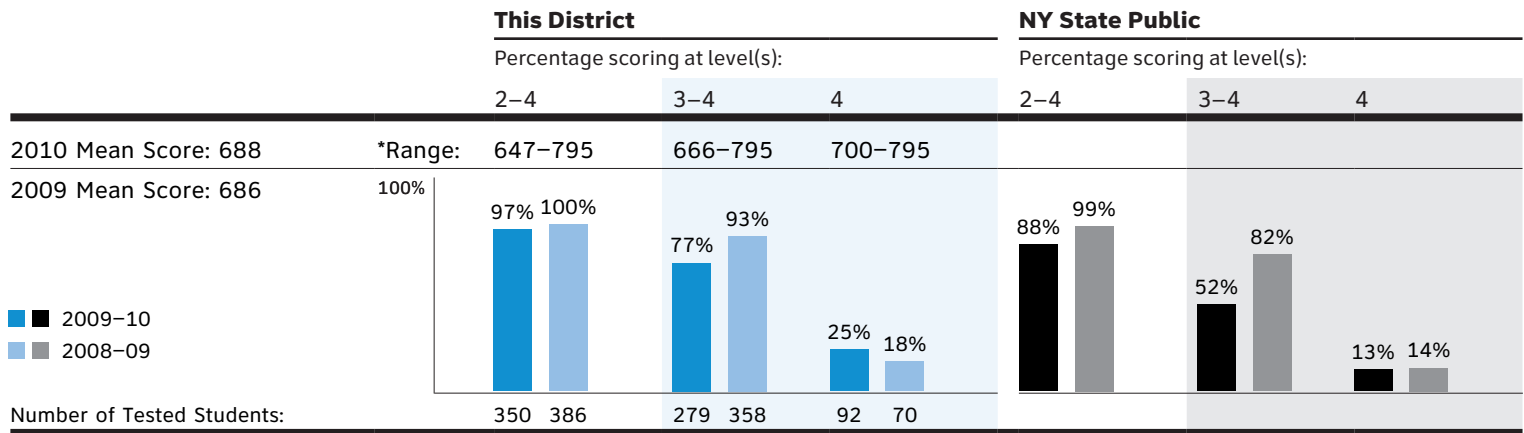 This District NY State Public
Percentage scoring at level(s): Percentage scoring at level(s):
2–4 3–4 4 2–4 3–4 4
2010 Mean Score: 688 *Range: 647–795 666–795 700–795
2009 Mean Score: 686 100%
97% 100% 93% 88% 99%
77% 82%
52%
25% 18% 13% 14%
2009–10
2008–09
Number of Tested Students: 350 386 279 358 92 70